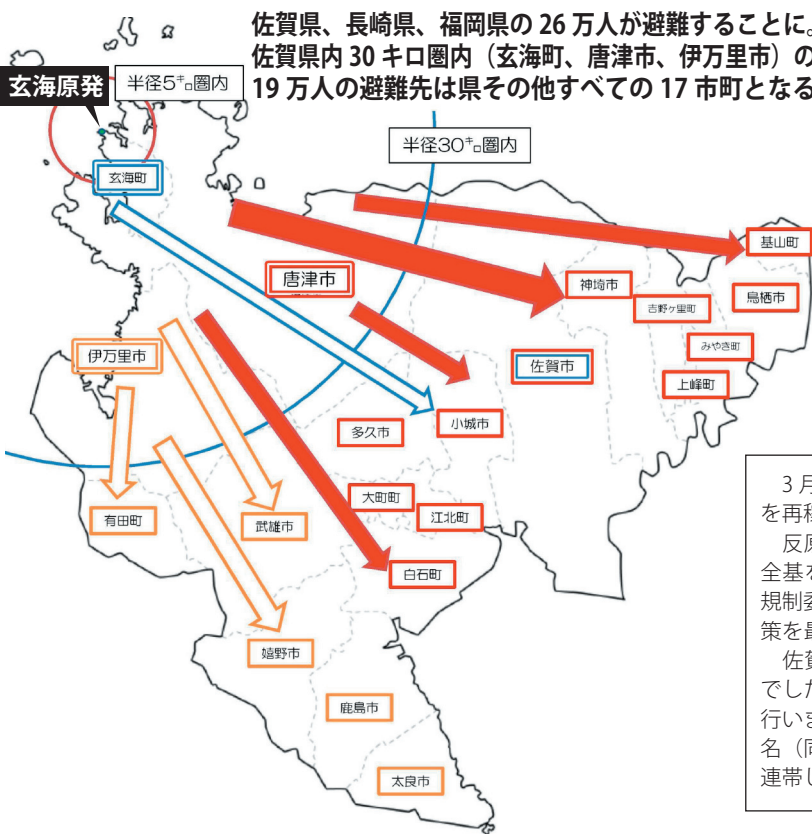 佐賀県、長崎県、福岡県の 26 万人が避難することに。
佐賀県内 30 キロ圏内（玄海町、唐津市、伊万里市）の
19 万人の避難先は県その他すべての 17 市町となる
玄海原発
半径5㌔圏内
半径30㌔圏内
玄海町
基山町
唐津市
神埼市
鳥栖市
吉野ヶ里町
みやき町
伊万里市
佐賀市
上峰町
小城市
多久市
大町町
江北町
有田町
武雄市
白石町
嬉野市
鹿島市
太良市
3 月
を再稼
反原
全基を
規制委
策を最
佐賀
でした
行いま
名（同
連帯し